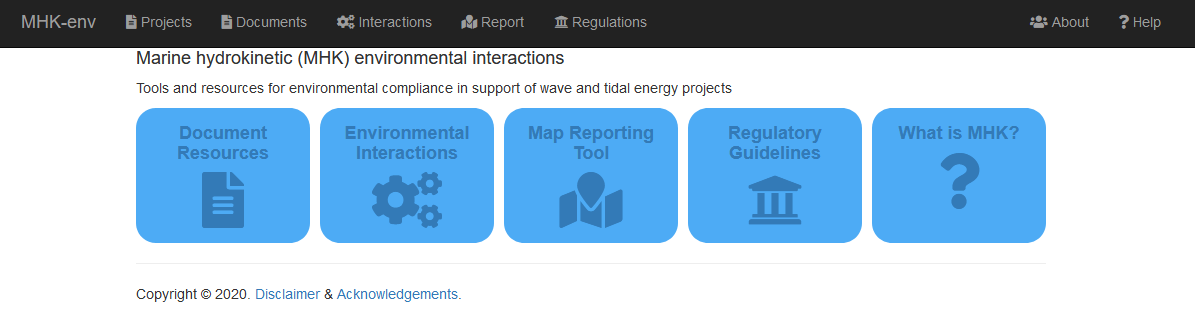 MHK-env Projects Documents Interactions Report Regulations About Help
Marine hydrokinetic (MHK) environmental interactions
Tools and resources for environmental compliance in support of wave and tidal energy projects
Document
Resources
Environmental
Interactions
Map Reporting
Tool
Regulatory
Guidelines
What is MHK?
Copyright © 2020. Disclaimer & Acknowledgements.